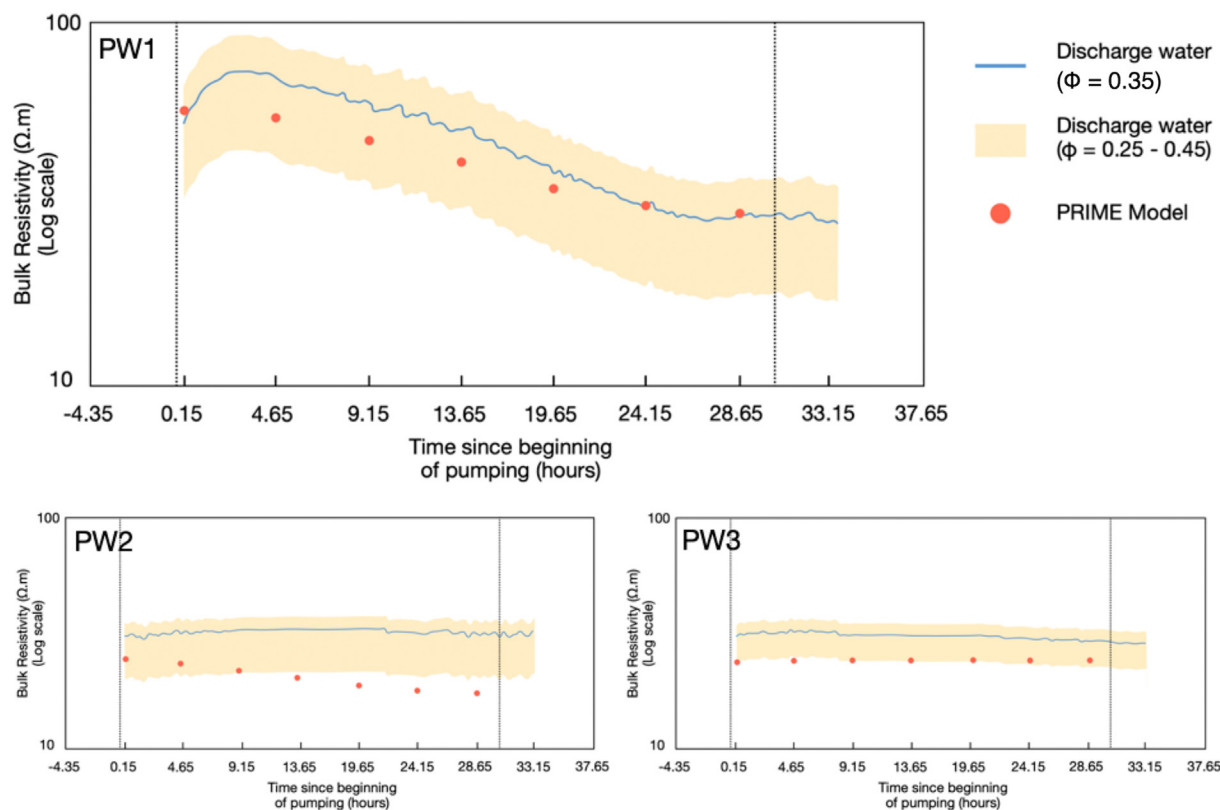 100
PW1
Bulk Resistivity (Ω.m)
(Log scale)
10
-4.35 0.15 4.65 9.15 13.65 19.65 24.15 28.65 33.15 37.65
Time since beginning
of pumping (hours)
Discharge water
(Φ = 0.35)
Discharge water
(ф = 0.25 - 0.45)
PRIME Model
100
PW2
Bulk Resistivity (Ω.m)
(Log scale)
10
-4.35 0.15 4.65 9.15 13.65 19.65 24.15 28.65 33.15 37.65
Time since beginning
of pumping (hours)
100
PW3
Bulk Resistivity (Ω.m)
(Log scale)
10
-4.35 0.15 4.65 9.15 13.65 19.65 24.15 28.65 33.15 37.65
Time since beginning
of pumping (hours)